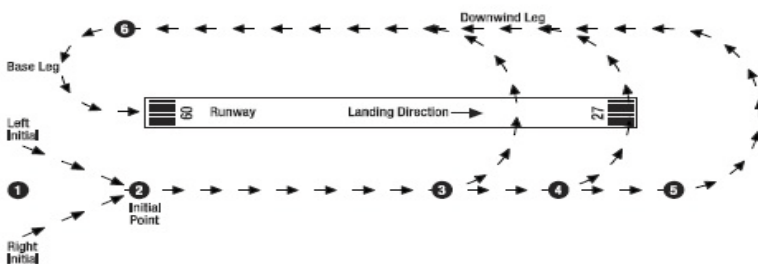 6
Downwind Leg
Base Leg
09
Runway
Landing Direction
27
Left
Initial
1
2
3
4
5
Initial
Point
Right
Initial